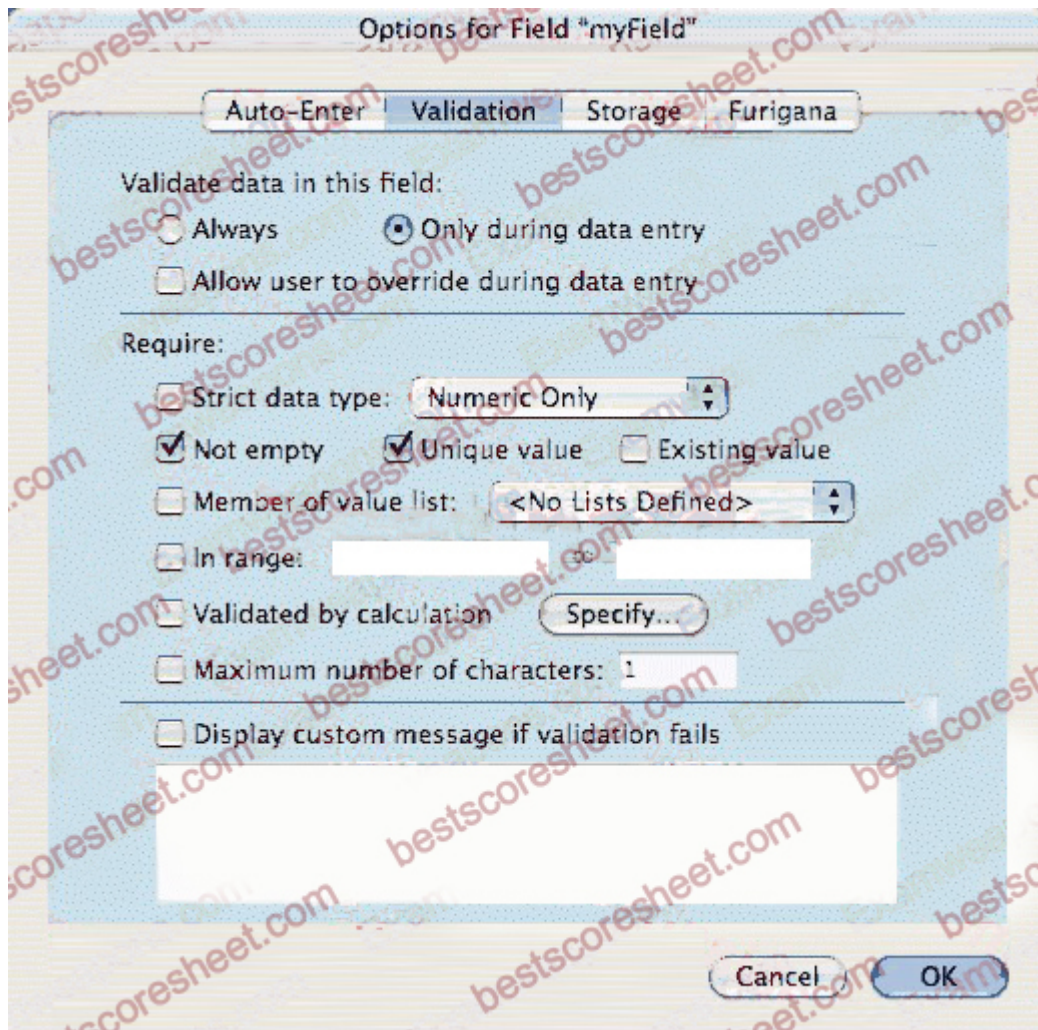 Options for Field "myField"
Auto-Enter Validation Storage Furigana
Validate data in this field:
Always Only during data entry
Allow user to override during data entry
Require:
Strict data type: Numeric Only
Not empty Unique value Existing value
Member of value list: <No Lists Defined>
In range:
Validated by calculation Specify...
Maximum number of characters: 1
Display custom message if validation fails
Cancel OK
bestscoresheet.com